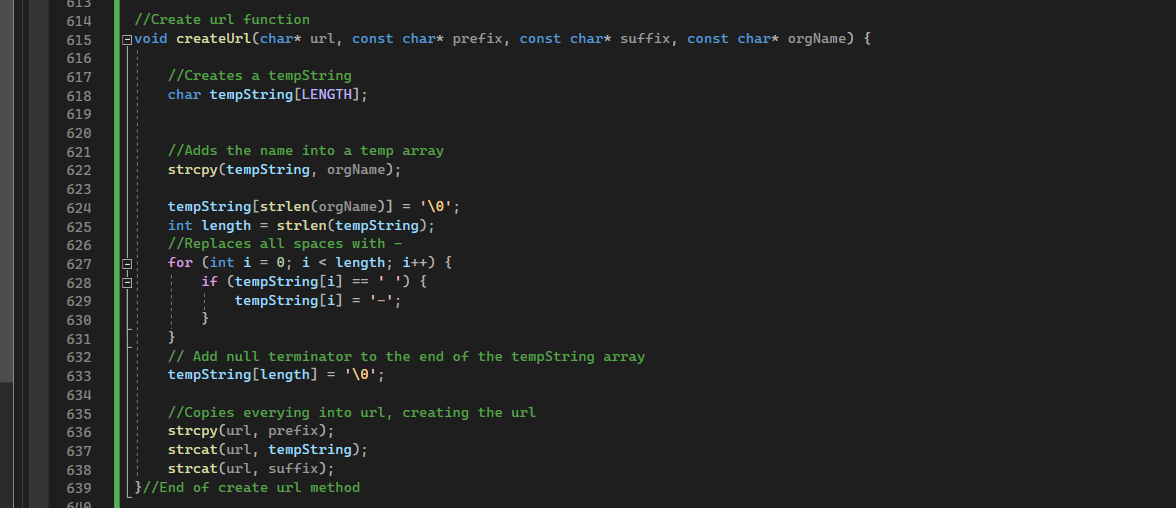 613
614 //Create url function
615 void createUrl(char* url, const char* prefix, const char* suffix, const char* orgName) {
616
617 //Creates a tempString
618 char tempString[LENGTH];
619
620
621 //Adds the name into a temp array
622 strcpy(tempString, orgName);
623
624 tempString[strlen(orgName)] = '\0';
625 int length = strlen(tempString);
626 //Replaces all spaces with -
627 for (int i = 0; i < length; i++) {
628 if (tempString[i] == ' ') {
629 tempString[i] = '-';
630 }
631 }
632 // Add null terminator to the end of the tempString array
633 tempString[length] = '\0';
634
635 //Copies everying into url, creating the url
636 strcpy(url, prefix);
637 strcat(url, tempString);
638 strcat(url, suffix);
639 }//End of create url method
640